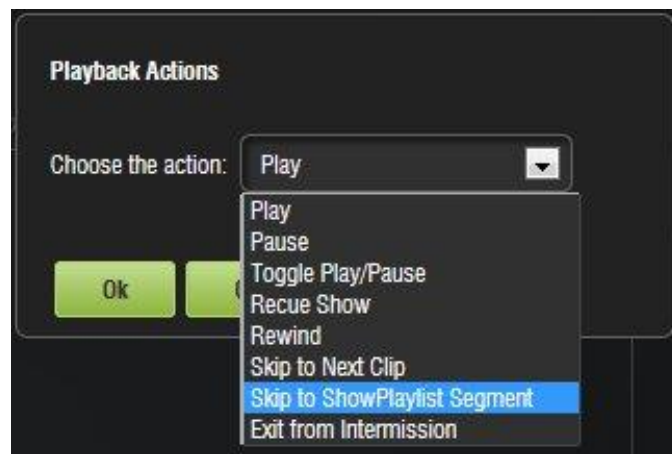 Playback Actions
Choose the action: Play
Play
Pause
Toggle Play/Pause
Recue Show
Rewind
Skip to Next Clip
Skip to ShowPlaylist Segment
Exit from Intermission
Ok